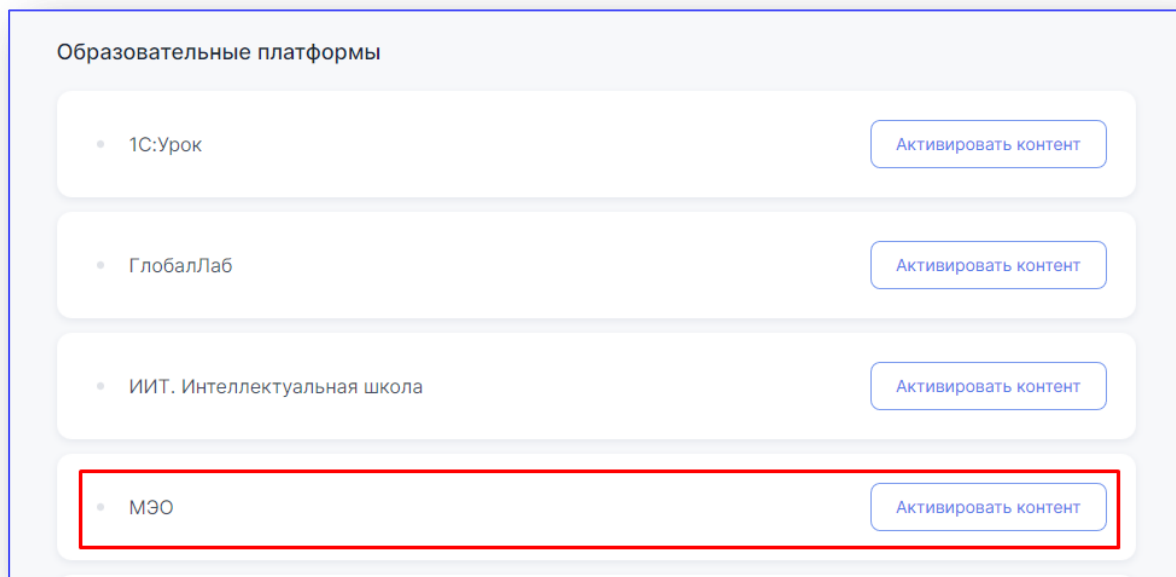 Образовательные платформы
1С:Урок
Активировать контент
ГлобалЛаб
Активировать контент
ИИТ. Интеллектуальная школа
Активировать контент
МЭО
Активировать контент